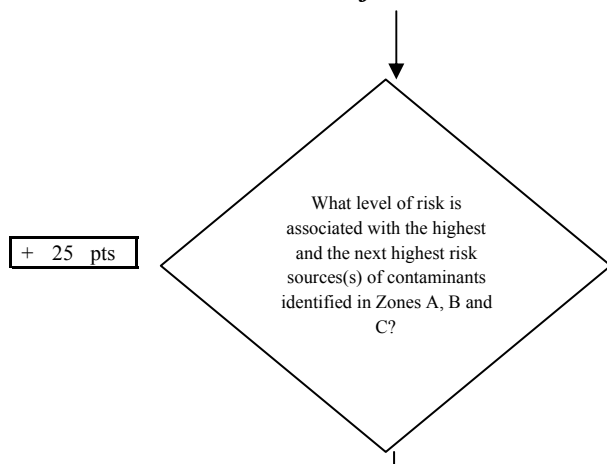 What level of risk is
associated with the highest
and the next highest risk
sources(s) of contaminants
identified in Zones A, B and
C?
+ 25 pts